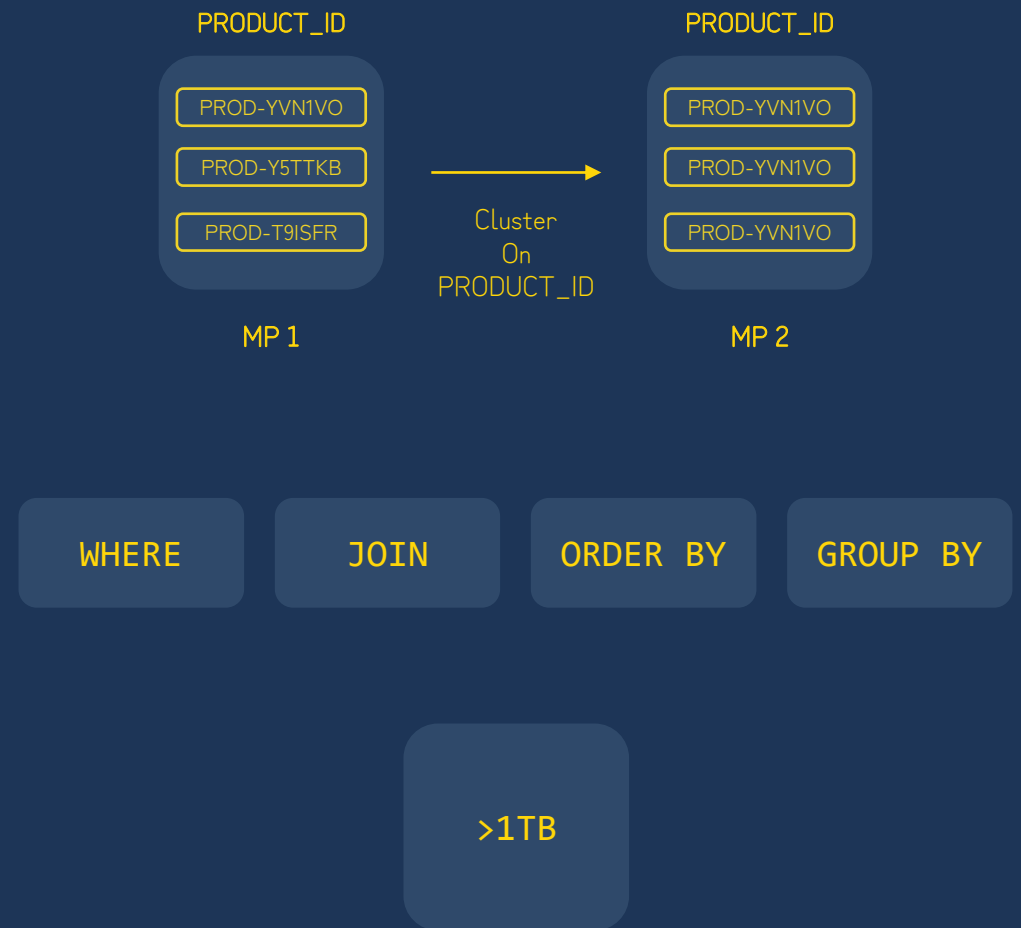 PRODUCT_ID
PRODUCT_ID
PROD-YVN1VO
PROD-Y5TTKB
PROD-T9ISFR
Cluster
On
PRODUCT_ID
PROD-YVN1VO
PROD-YVN1VO
PROD-YVN1VO
MP 1
MP 2
WHERE
JOIN
ORDER BY
GROUP BY
>1TB